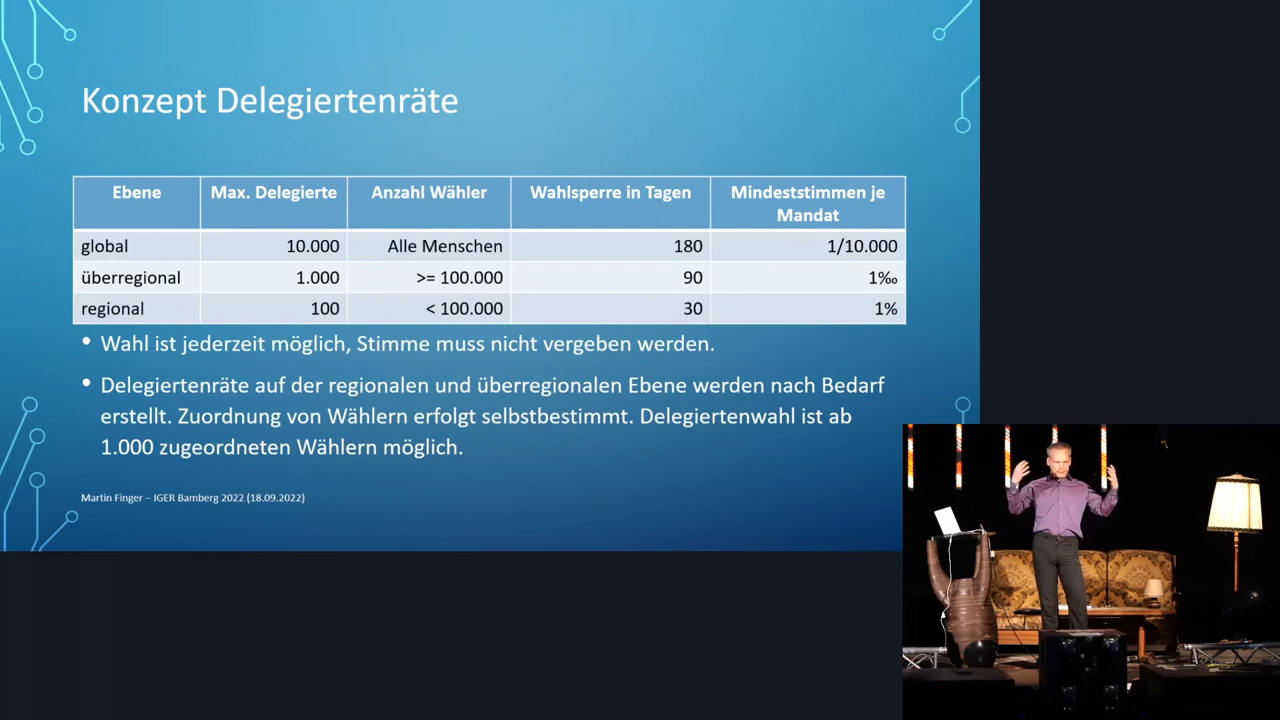 Konzept Delegiertenräte
Ebene Max. Delegierte Anzahl Wähler Wahlsperre in Tagen Mindeststimmen je Mandat
global 10.000 Alle Menschen 180 1/10.000
überregional 1.000 >= 100.000 90 1‰
regional 100 < 100.000 30 1%
• Wahl ist jederzeit möglich, Stimme muss nicht vergeben werden.
• Delegiertenräte auf der regionalen und überregionalen Ebene werden nach Bedarf
erstellt. Zuordnung von Wählern erfolgt selbstbestimmt. Delegiertenwahl ist ab
1.000 zugeordneten Wählern möglich.
Martin Finger – IGER Bamberg 2022 (18.09.2022)